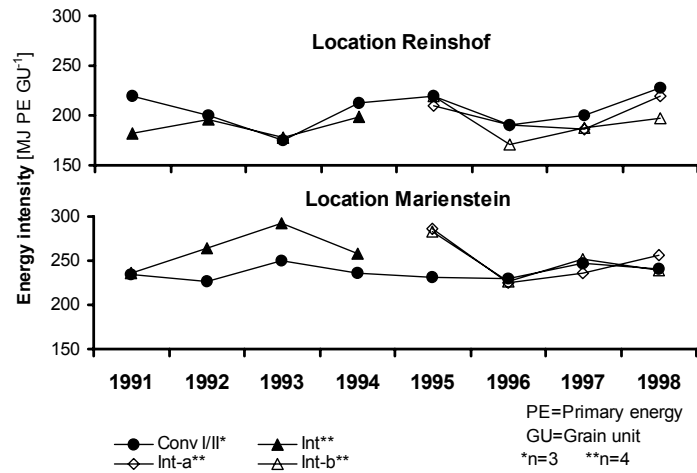 300
Location Reinshof
250
200
150
Energy intensity [MJ PE GU⁻¹]
Location Marienstein
300
250
200
150
1991 1992 1993 1994 1995 1996 1997 1998
PE=Primary energy
GU=Grain unit
*n=3 **n=4
Conv I/II* Int**
Int-a** Int-b**